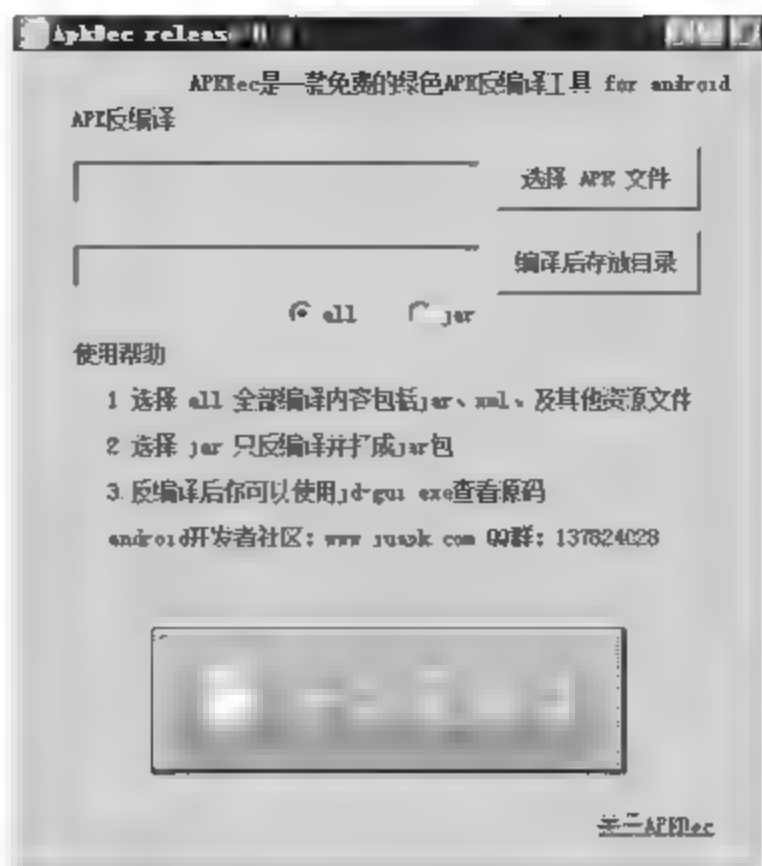 ApkDec release
APKDec是一款免费的绿色APK反编译工具 for android
APK反编译
选择 APK 文件
编译后存放目录
all jar
使用帮助
1 选择 all 全部编译内容包括jar、xml、及其他资源文件
2 选择 jar 只反编译并打成jar包
3.反编译后你可以使用jd-gui exe查看源码
android开发者社区：www juapk com QQ群：137824028
关于APKDec